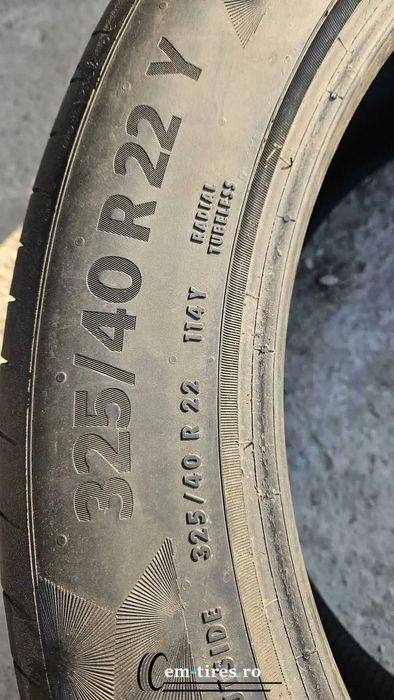 325/40 R 22 Y
325/40 R 22 114Y
RADIAL
TUBELESS
SIDE
em-tires.ro